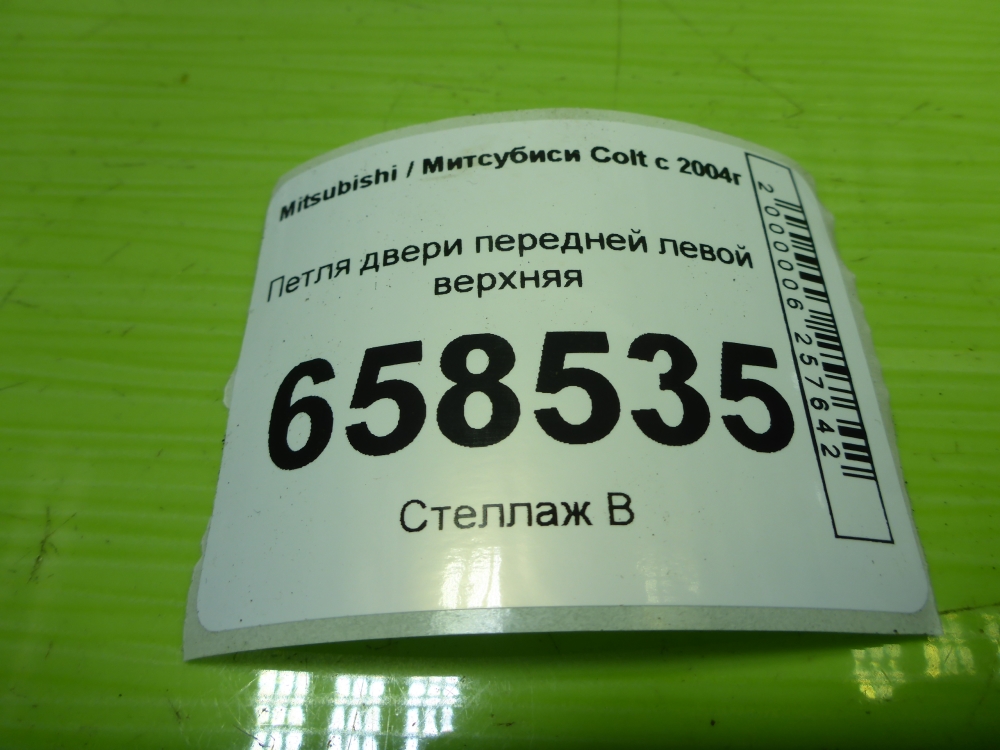 Mitsubishi / Митсубиси Colt с 2004г
Петля двери передней левой
верхняя
658535
Стеллаж В
2000006257642